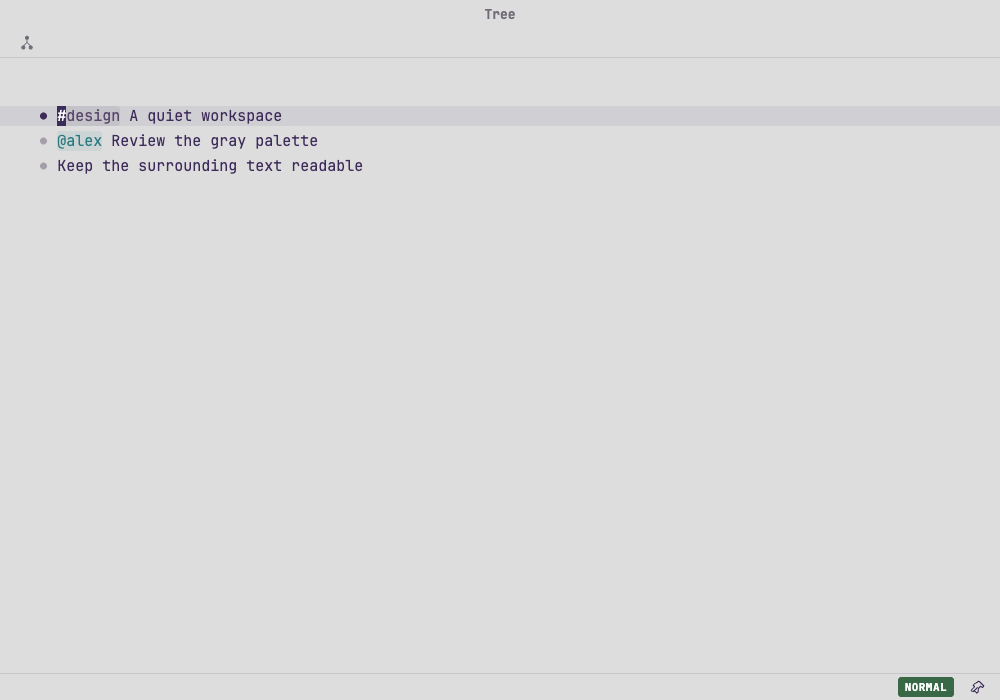 Tree
#design A quiet workspace
@alex Review the gray palette
Keep the surrounding text readable
NORMAL